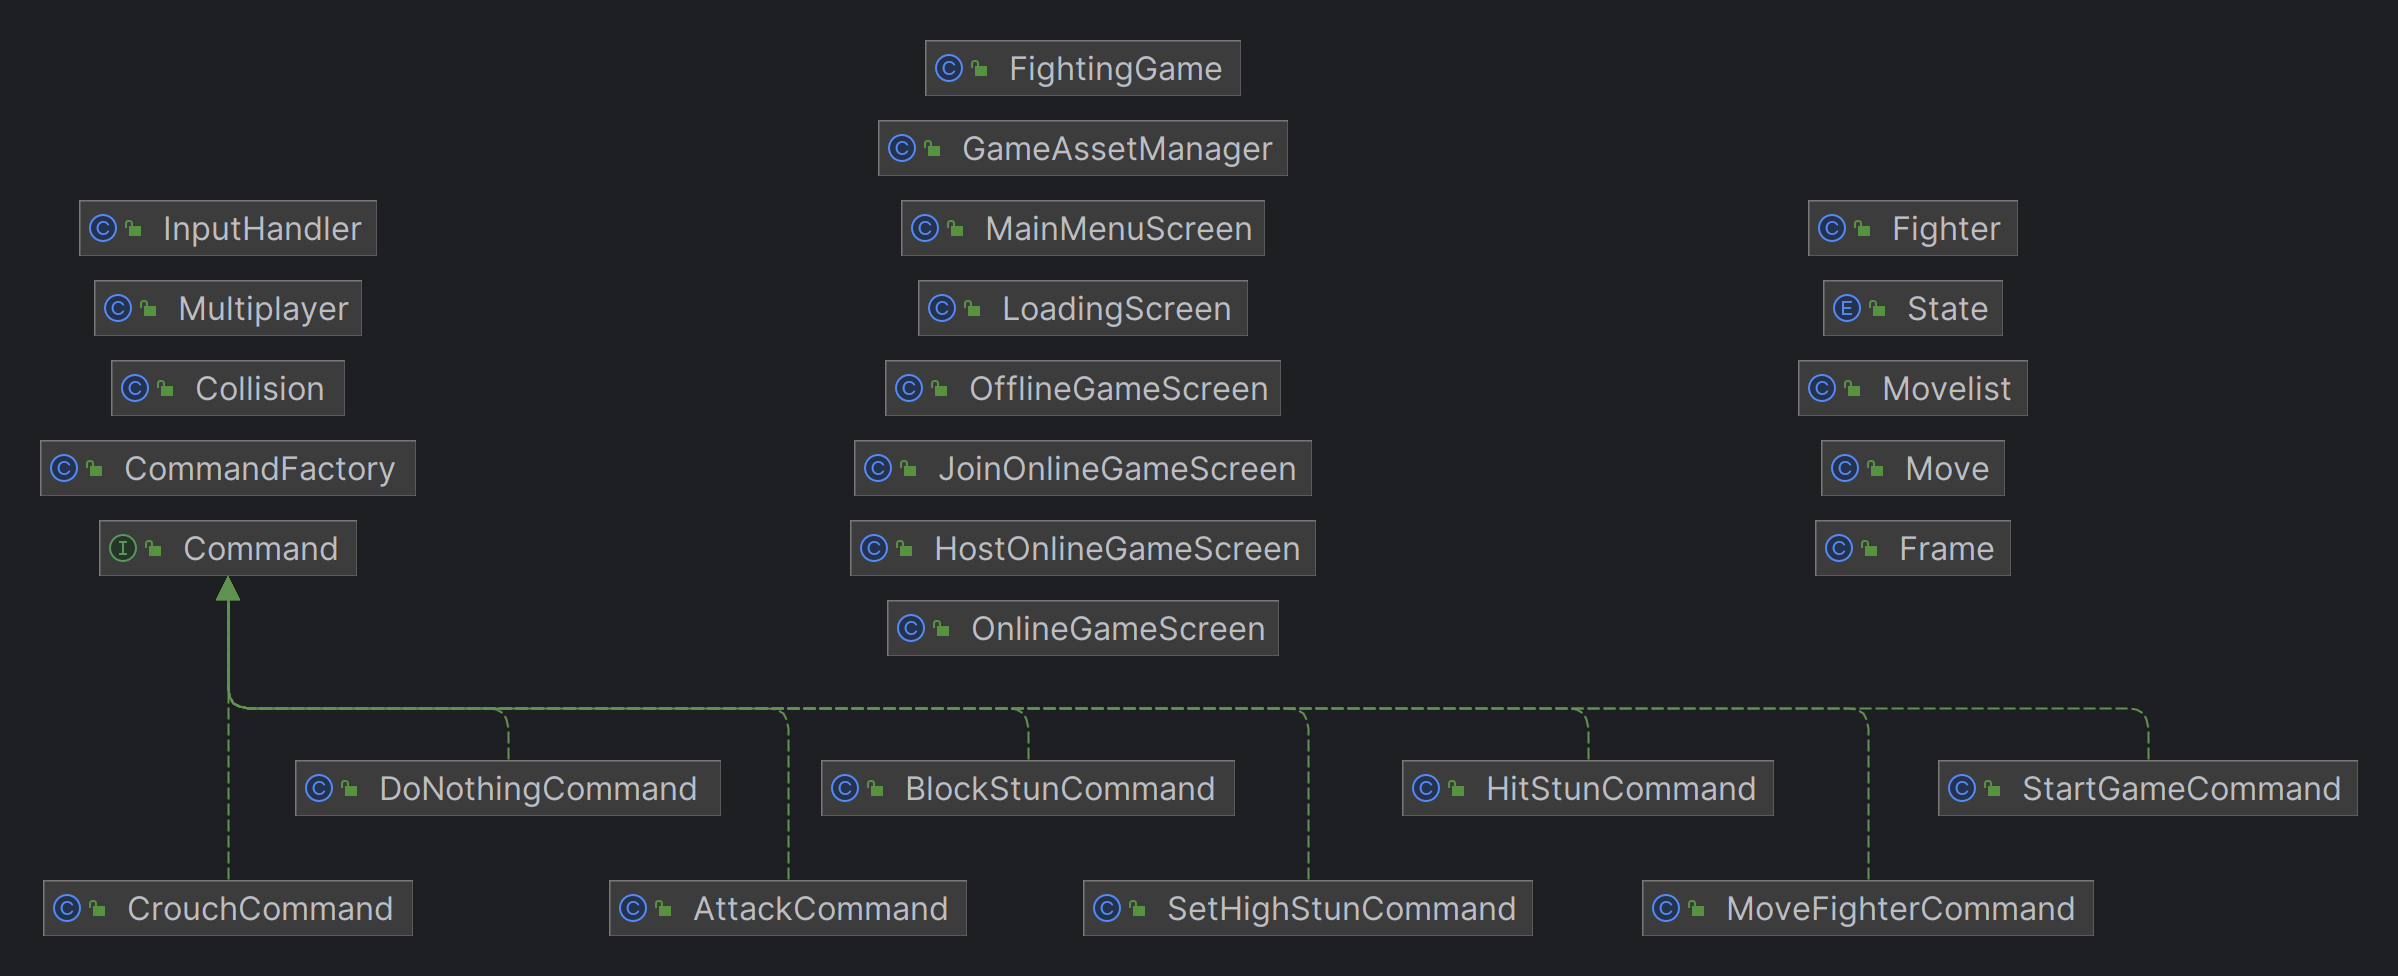 FightingGame
GameAssetManager
InputHandler
MainMenuScreen
Fighter
Multiplayer
LoadingScreen
State
Collision
OfflineGameScreen
Movelist
CommandFactory
JoinOnlineGameScreen
Move
Command
HostOnlineGameScreen
Frame
OnlineGameScreen
DoNothingCommand
BlockStunCommand
HitStunCommand
StartGameCommand
CrouchCommand
AttackCommand
SetHighStunCommand
MoveFighterCommand